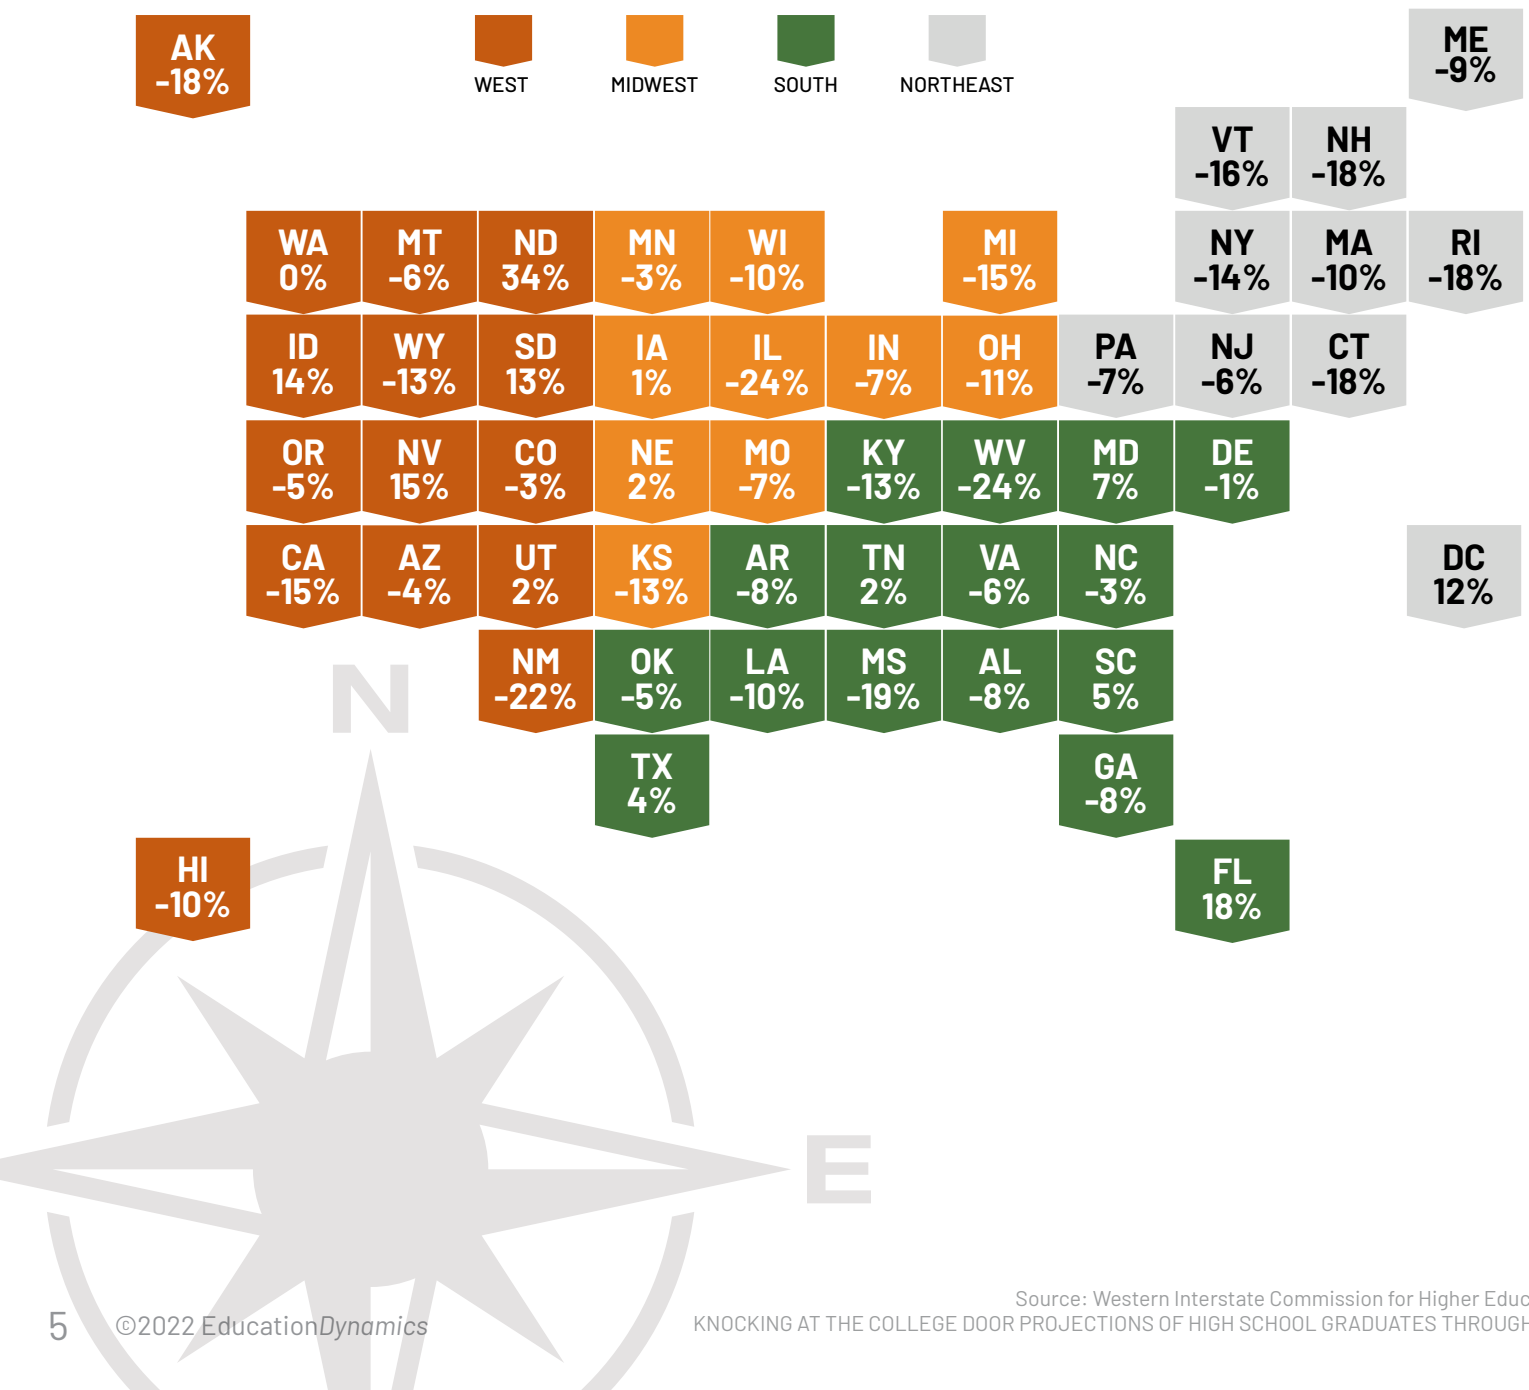 AK
-18%
WEST
MIDWEST
SOUTH
NORTHEAST
ME
-9%
VT
-16%
NH
-18%
WA
0%
MT
-6%
ND
34%
MN
-3%
WI
-10%
MI
-15%
NY
-14%
MA
-10%
RI
-18%
ID
14%
WY
-13%
SD
13%
IA
1%
IL
-24%
IN
-7%
OH
-11%
PA
-7%
NJ
-6%
CT
-18%
OR
-5%
NV
15%
CO
-3%
NE
2%
MO
-7%
KY
-13%
WV
-24%
MD
7%
DE
-1%
CA
-15%
AZ
-4%
UT
2%
KS
-13%
AR
-8%
TN
2%
VA
-6%
NC
-3%
DC
12%
NM
-22%
OK
-5%
LA
-10%
MS
-19%
AL
-8%
SC
5%
N
TX
4%
GA
-8%
HI
-10%
FL
18%
E
Source: Western Interstate Commission for Higher Educ
KNOCKING AT THE COLLEGE DOOR PROJECTIONS OF HIGH SCHOOL GRADUATES THROUGH
5 ©2022 EducationDynamics